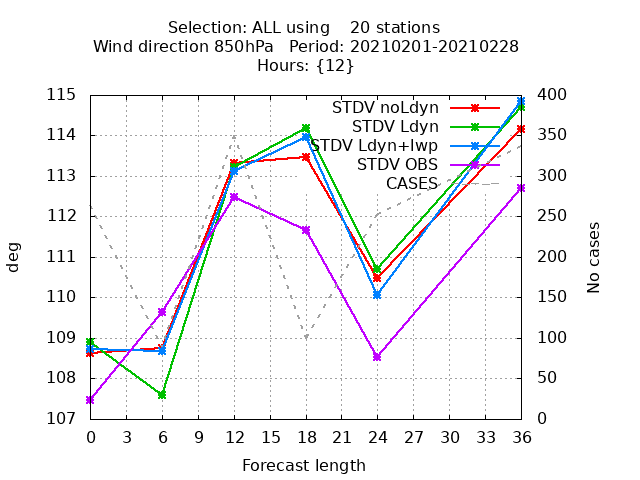 Selection: ALL using    20 stations
Wind direction 850hPa   Period: 20210201-20210228
Hours: {12}
115
114
113
112
111
110
109
108
107
deg
400
350
300
250
200
150
100
50
0
No cases
STDV noLdyn
STDV Ldyn
STDV Ldyn+lwp
STDV OBS
CASES
0 3 6 9 12 15 18 21 24 27 30 33 36
Forecast length